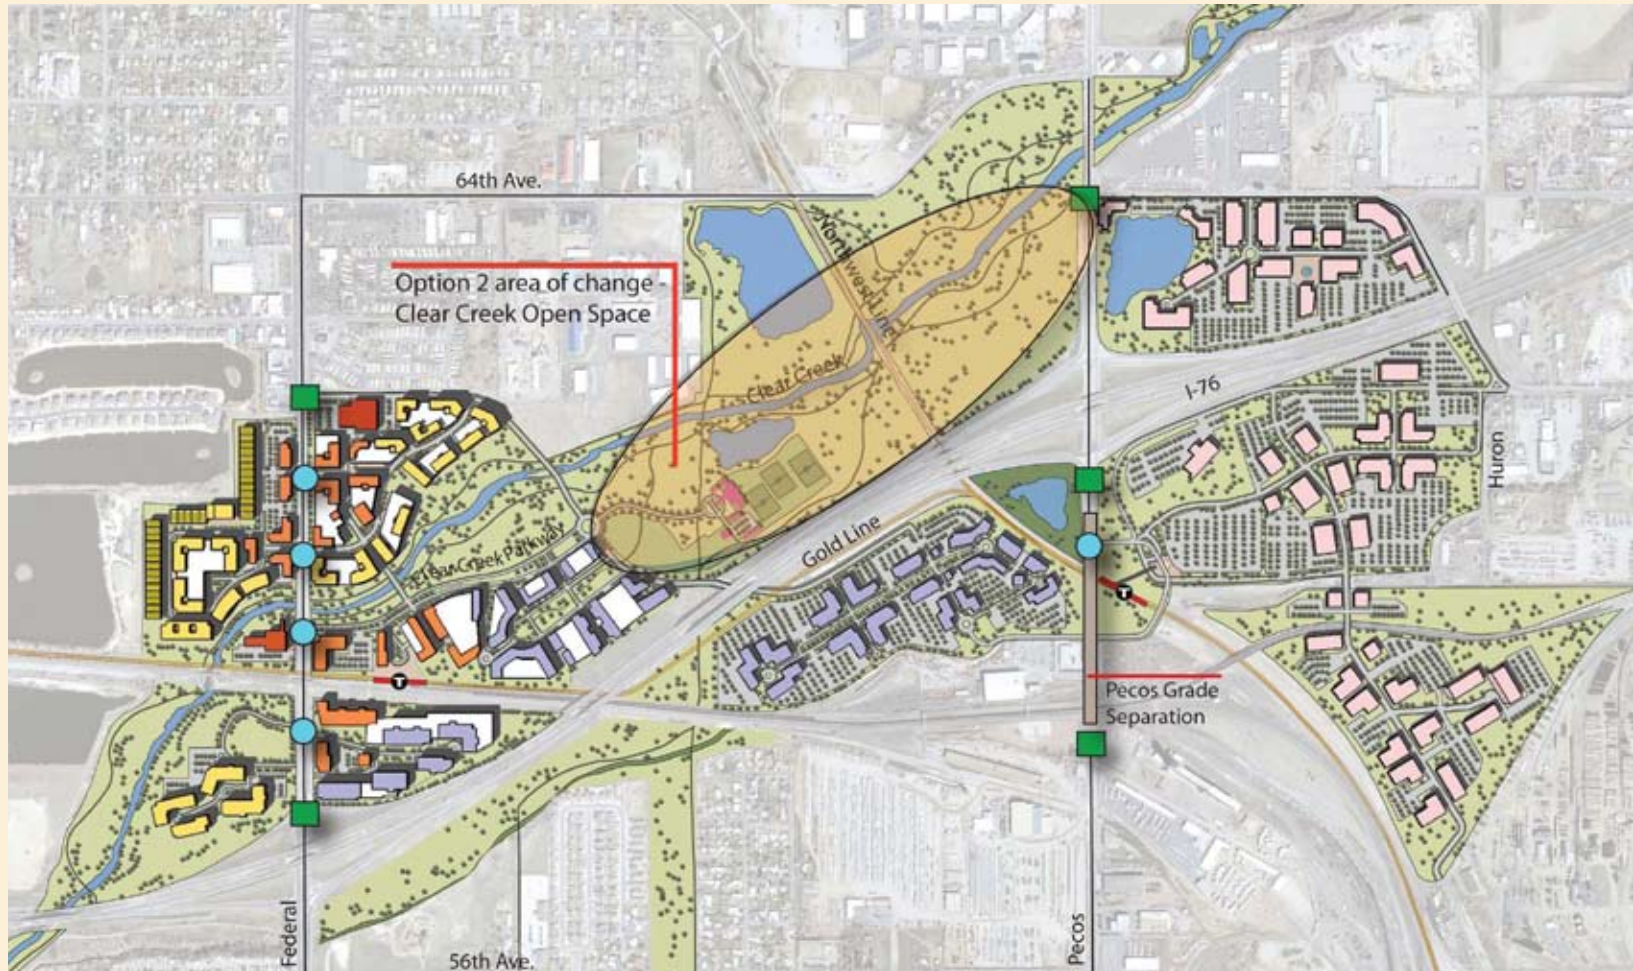 64th Ave.
Northwest Line
Option 2 area of change -
Clear Creek Open Space
Clear Creek
I-76
Huron
Urban Creek Parkway
Gold Line
T
T
Pecos Grade
Separation
Federal
Pecos
56th Ave.